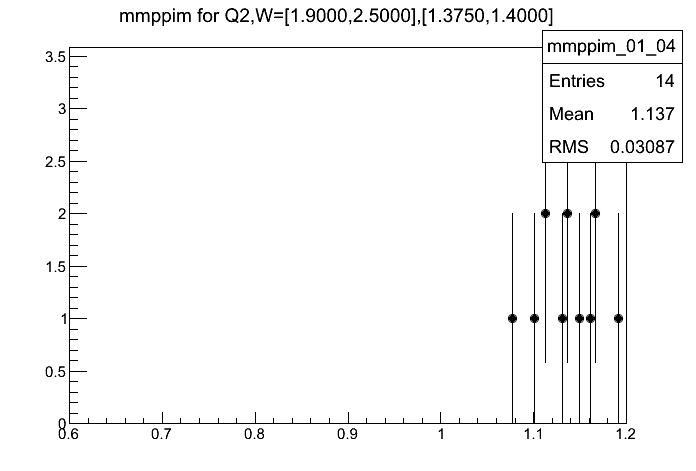 mmppim for Q2,W=[1.9000,2.5000],[1.3750,1.4000]
mmppim_01_04
Entries 14
Mean 1.137
RMS 0.03087
3.5
3
2.5
2
1.5
1
0.5
0
0.6 0.7 0.8 0.9 1 1.1 1.2